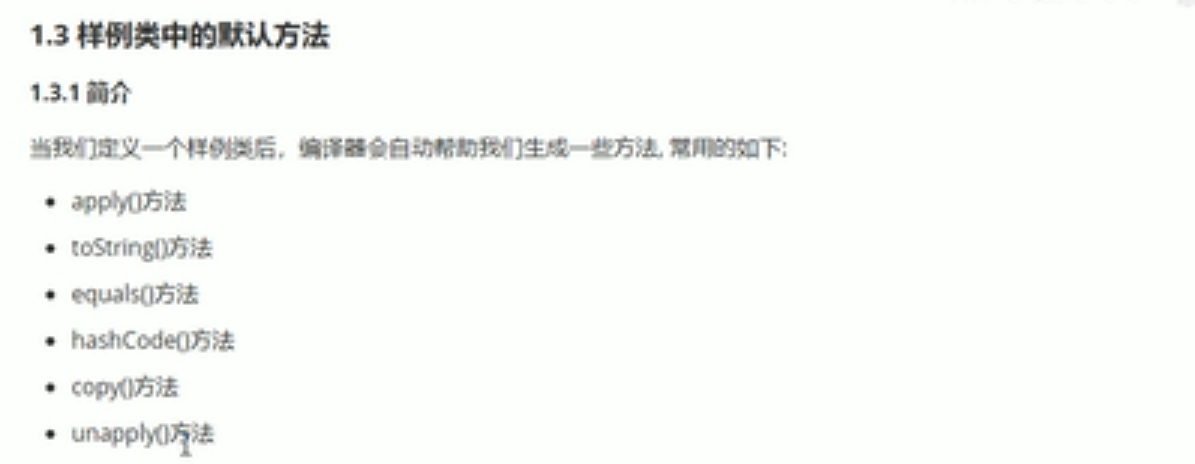 1.3 样例类中的默认方法
1.3.1 简介
当我们定义一个样例类后，编译器会自动帮助我们生成一些方法, 常用的如下:
• apply()方法
• toString()方法
• equals()方法
• hashCode()方法
• copy()方法
• unapply()方法